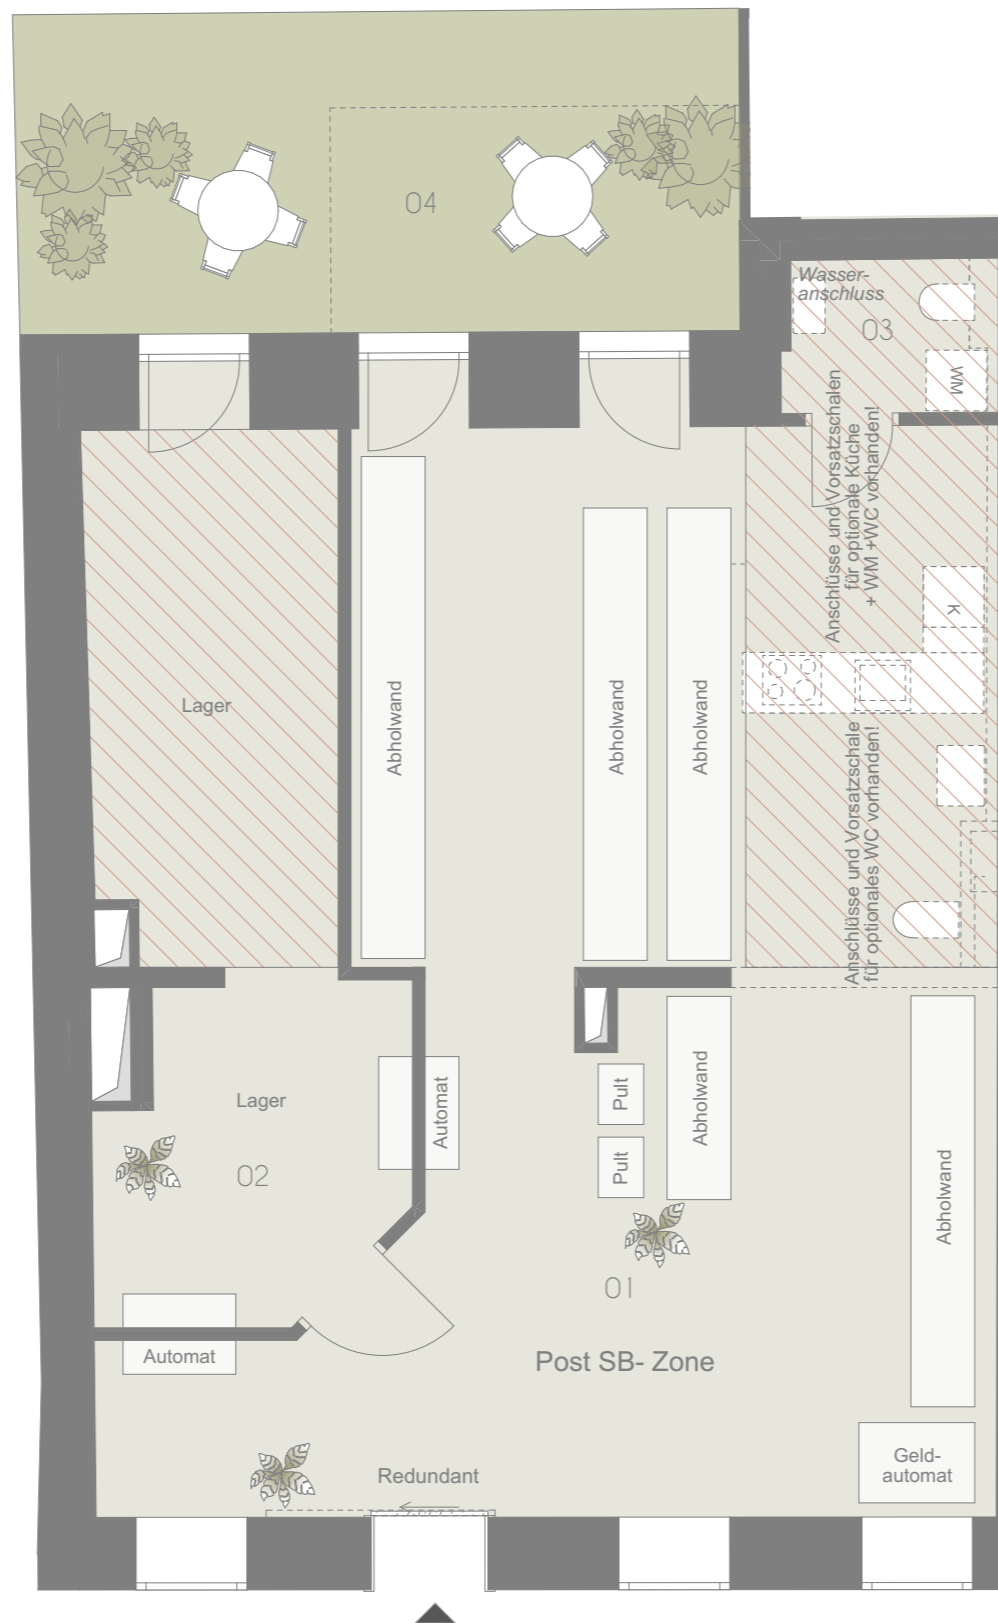 04
Wasser-
anschluss
03
WM
Anschlüsse und Vorsatzschalen
für optionale Küche
+ WM +WC vorhanden!
K
Lager
Abholwand
Abholwand
Abholwand
Anschlüsse und Vorsatzschale
für optionales WC vorhanden!
Lager
02
Automat
Pult
Pult
Abholwand
Abholwand
01
Post SB- Zone
Automat
Redundant
Geld-
automat